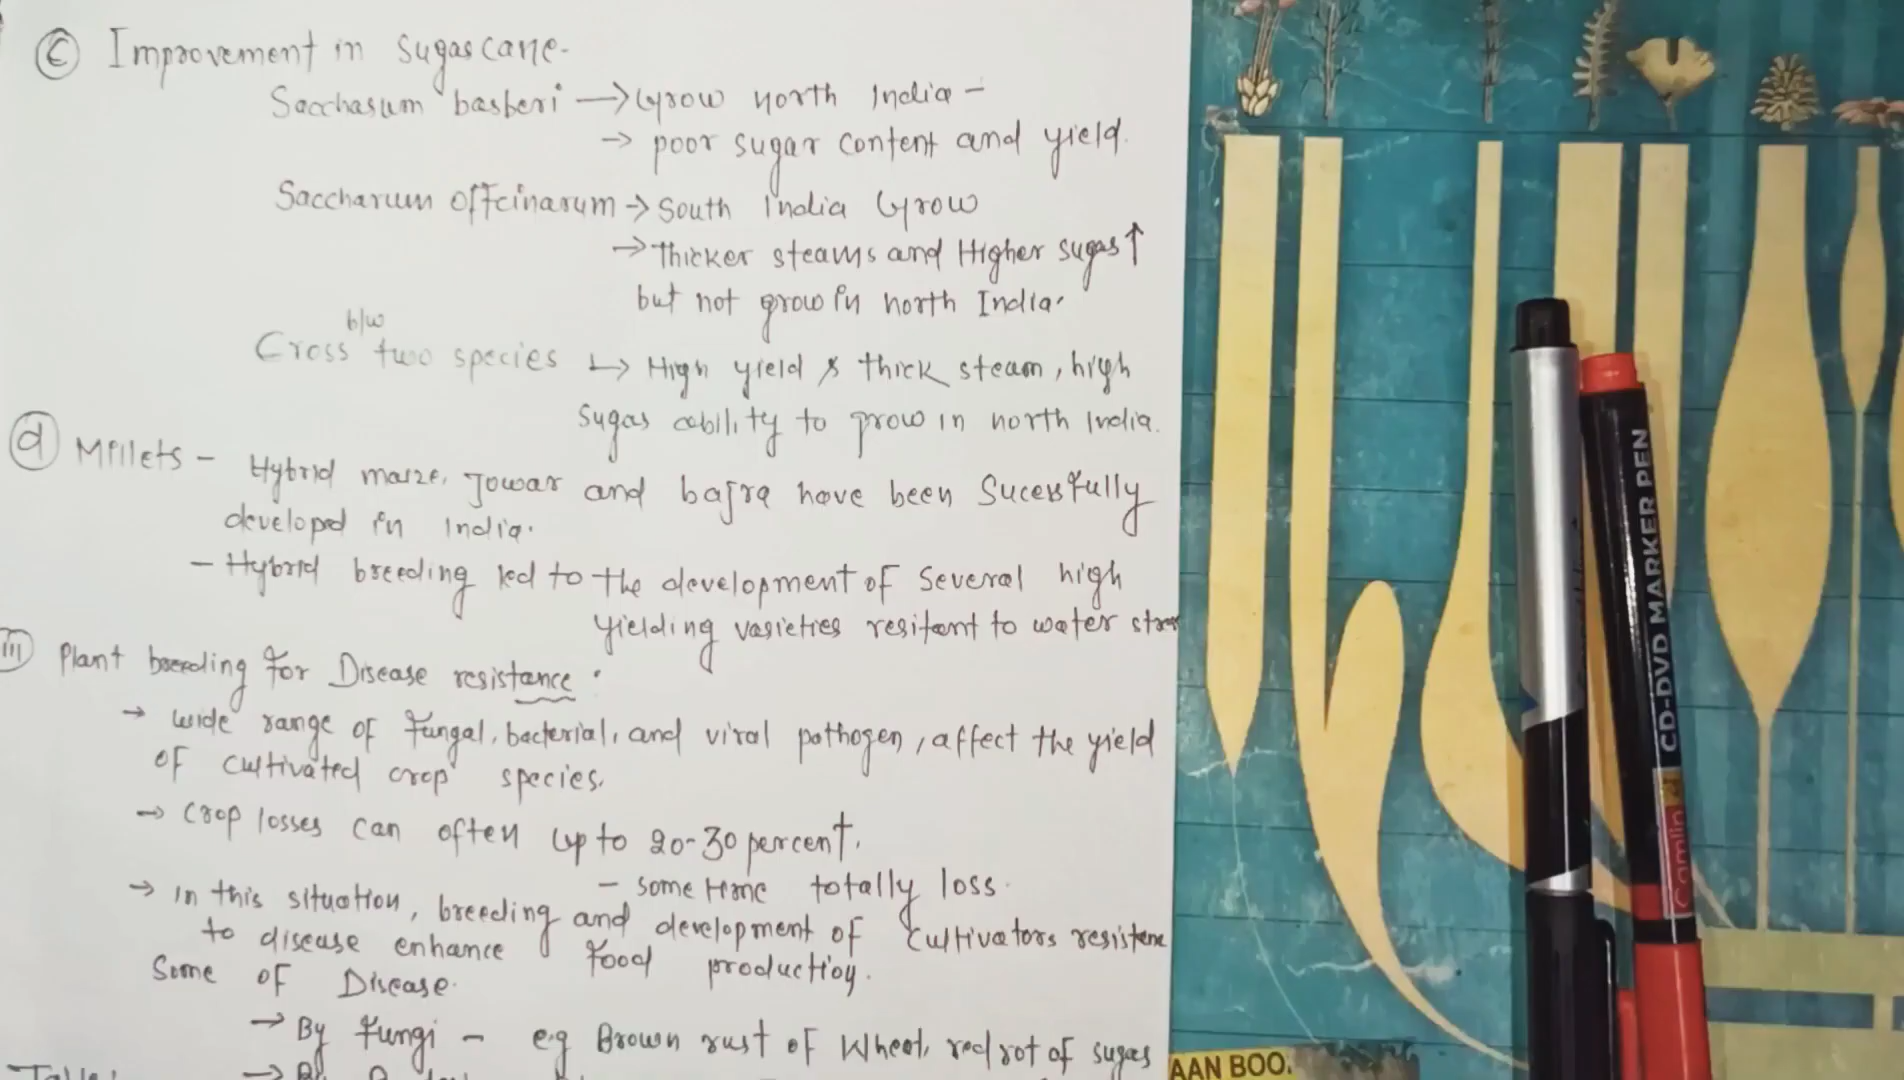 © Improvement in sugarcane-
Saccharum barberi → Grow north India -
→ poor sugar content and yield.
Saccharum offcinarum → South India Grow
→ Thicker steams and Higher sugar ↑
but not grow in north India.
b/w
Cross two species ↳ High yield & thick steam, high
sugar ability to grow in north India.
ⓓ Millets - Hybrid maize, Jowar and bajra have been Sucessfully
developed in India.
- Hybrid breeding led to the development of several high
yielding varieties resitant to water
III Plant breeding for Disease resistance :
→ wide range of fungal, bacterial, and viral pathogen, affect the yield
of cultivated crop species.
→ Crop losses can often up to 20-30 percent.
- some time totally loss.
→ in this situation, breeding and development of cultivators
to disease enhance food production.
Some of Disease.
→ By fungi - e.g Brown rust of wheat, red rot of sugar
→ By
CD-DVD MARKER PEN
Camlin
AAN BOO.